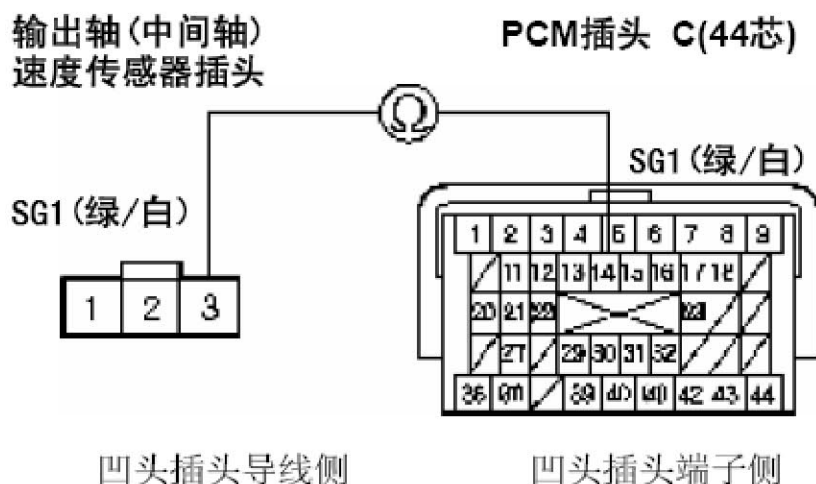 输出轴(中间轴)
速度传感器插头
PCM插头 C(44芯)
Ω
SG1(绿/白)
SG1(绿/白)
1 2 3
1 2 3 4 5 6 7 8 9
11 12 13 14 15 16 17 18
20 21
27 29 30 31 32
36 39 40 42 43 44
凹头插头导线侧
凹头插头端子侧